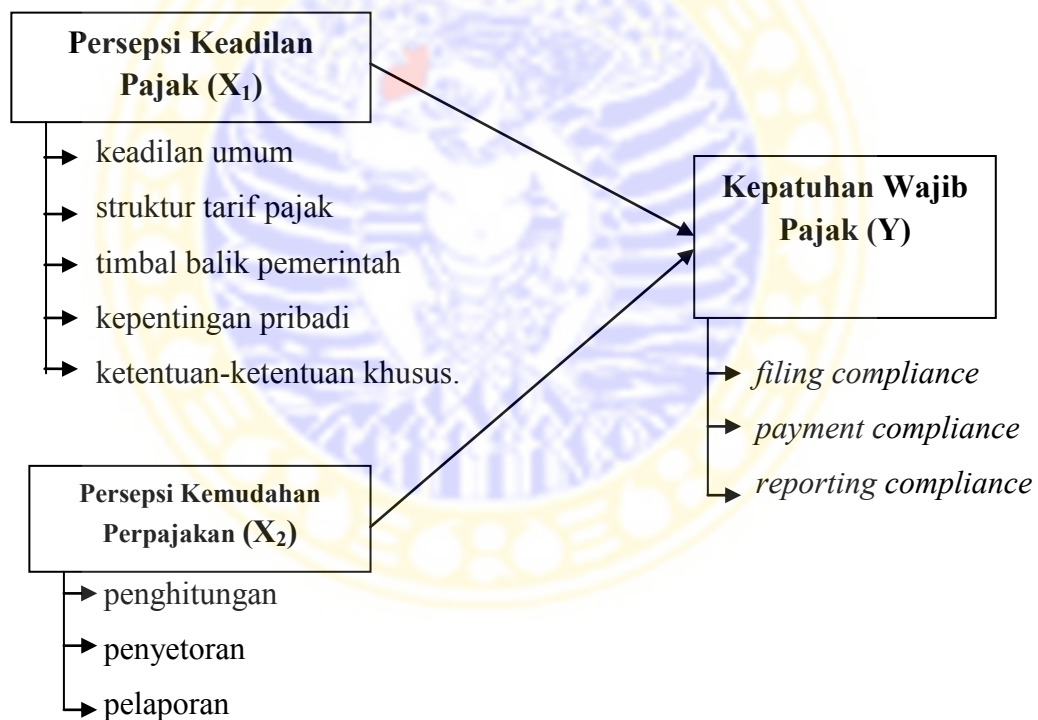 Persepsi Keadilan
Pajak (X₁)
keadilan umum
struktur tarif pajak
timbal balik pemerintah
kepentingan pribadi
ketentuan-ketentuan khusus.
Persepsi Kemudahan
Perpajakan (X₂)
penghitungan
penyetoran
pelaporan
Kepatuhan Wajib
Pajak (Y)
filing compliance
payment compliance
reporting compliance